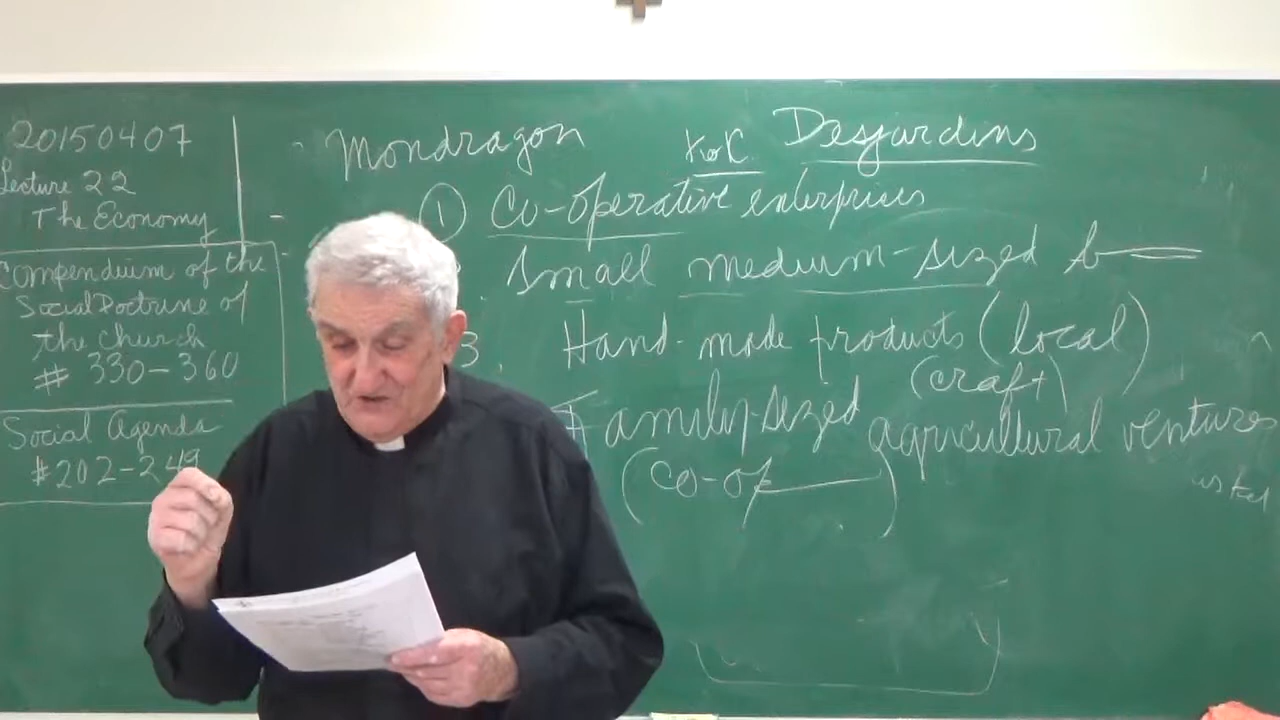 20150407
Lecture 22
The Economy
Compendium of the
Social Doctrine of
the Church
# 330-360
Social Agenda
#202-249
Mondragon K of C Desjardins
① Co-operative enterprises
Small medium-sized b
3. Hand-made products (local)
(craft)
Family-sized agricultural ventures
(co-op )